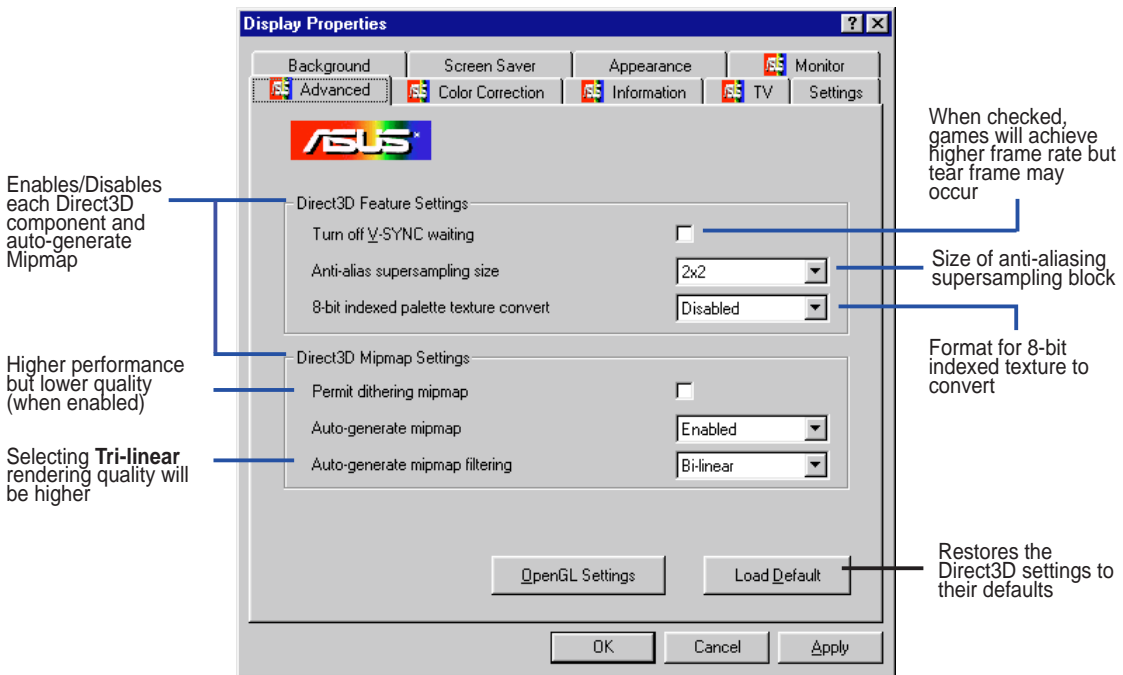 Display Properties
Background
Screen Saver
Appearance
Monitor
Advanced
Color Correction
Information
TV
Settings
ASUS
When checked,
games will achieve
higher frame rate but
tear frame may
occur
Enables/Disables
each Direct3D
component and
auto-generate
Mipmap
Direct3D Feature Settings
Turn off V-SYNC waiting
Anti-alias supersampling size
2x2
Size of anti-aliasing
supersampling block
8-bit indexed palette texture convert
Disabled
Format for 8-bit
indexed texture to
convert
Direct3D Mipmap Settings
Higher performance
but lower quality
(when enabled)
Permit dithering mipmap
Auto-generate mipmap
Enabled
Selecting Tri-linear
rendering quality will
be higher
Auto-generate mipmap filtering
Bi-linear
OpenGL Settings
Load Default
Restores the
Direct3D settings to
their defaults
OK
Cancel
Apply